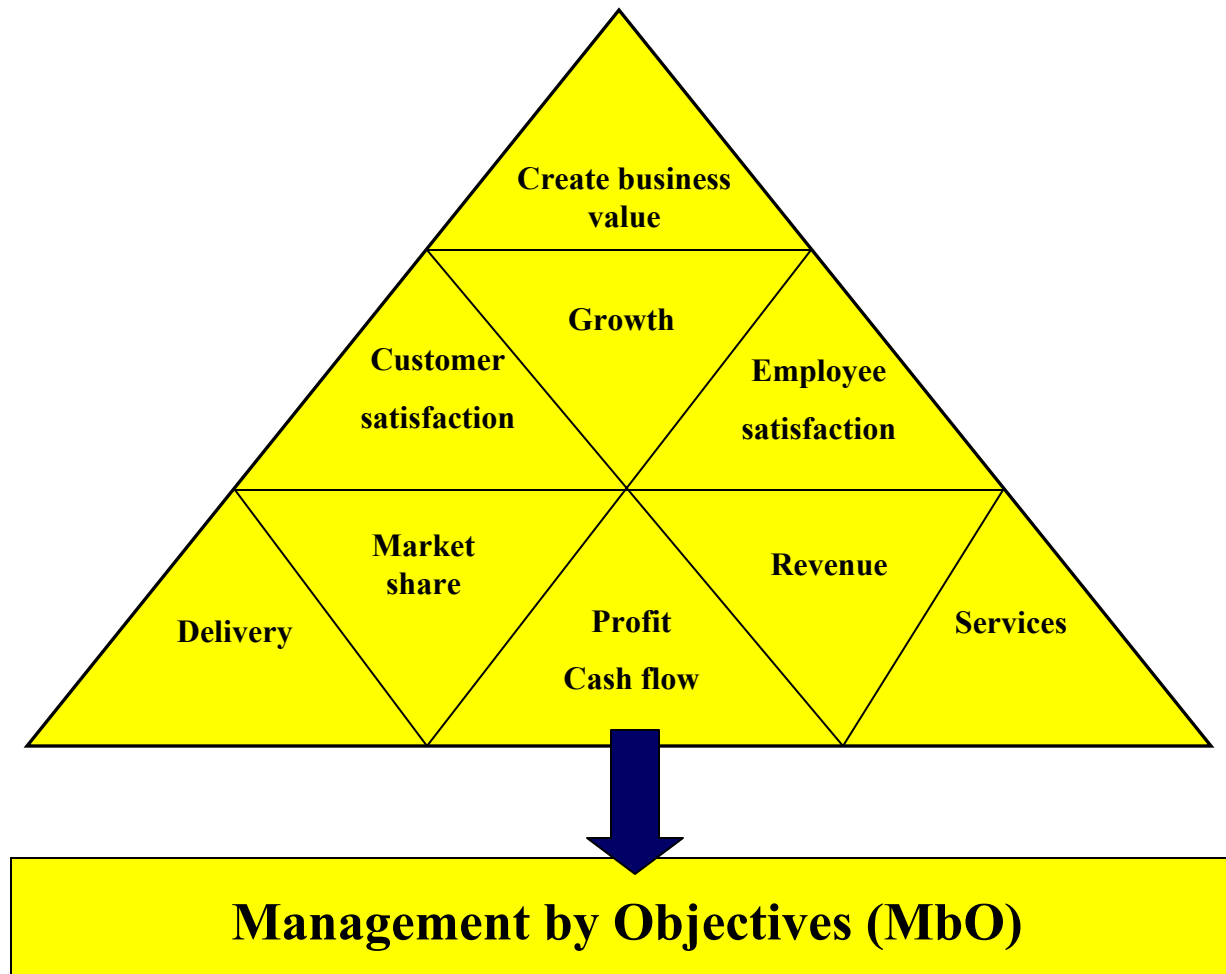 Create business
value
Growth
Customer
satisfaction
Employee
satisfaction
Market
share
Revenue
Delivery
Profit
Cash flow
Services
Management by Objectives (MbO)